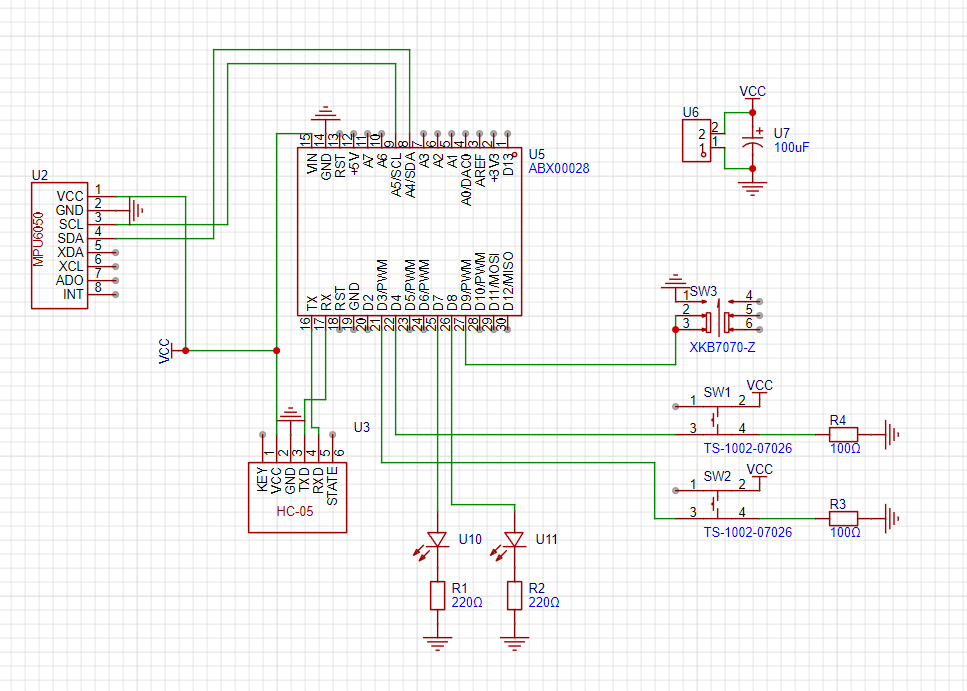 U2
MPU6050
VCC 1
GND 2
SCL 3
SDA 4
XDA 5
XCL 6
ADO 7
INT 8
15 14 13 12 11 10 9 8 7 6 5 4 3 2 1
VIN GND RST +5V A7 A6 A5/SCL A4/SDA A3 A2 A1 A0/DAC0 AREF +3V3 D13
U5
ABX00028
TX RX RST GND D2 D3/PWM D4 D5/PWM D6/PWM D7 D8 D9/PWM D10/PWM D11/MOSI D12/MISO
16 17 18 19 20 21 22 23 24 25 26 27 28 29 30
VCC
U6
2 2
1 1
VCC
+
U7
100uF
SW3
1 4
2 5
3 6
XKB7070-Z
VCC
SW1
1 2
3 4
TS-1002-07026
R4
100Ω
VCC
SW2
1 2
3 4
TS-1002-07026
R3
100Ω
U3
1 2 3 4 5 6
KEY VCC GND TXD RXD STATE
HC-05
U10
R1
220Ω
U11
R2
220Ω